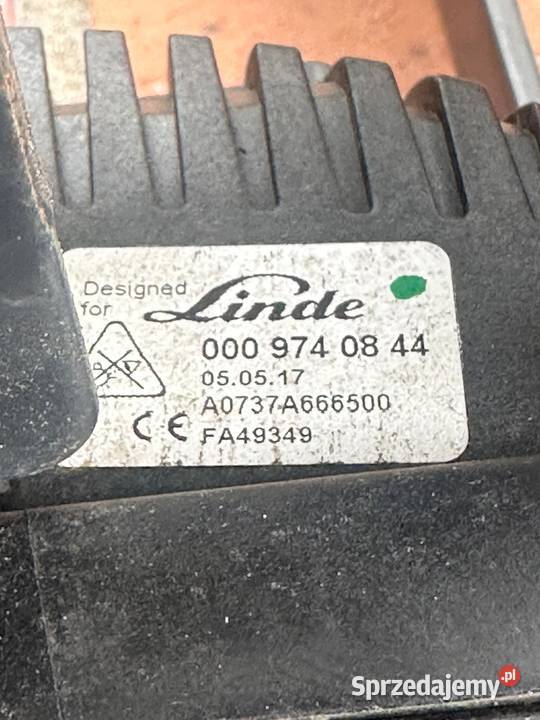 Designed
for Linde
000 974 08 44
05.05.17
A0737A666500
CE FA49349
Sprzedajemy.pl